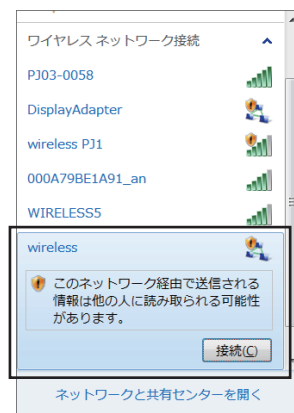 ワイヤレス ネットワーク接続
PJ03-0058
DisplayAdapter
wireless PJ1
000A79BE1A91_an
WIRELESS5
wireless
このネットワーク経由で送信される
情報は他の人に読み取られる可能性
があります。
接続(C)
ネットワークと共有センターを開く